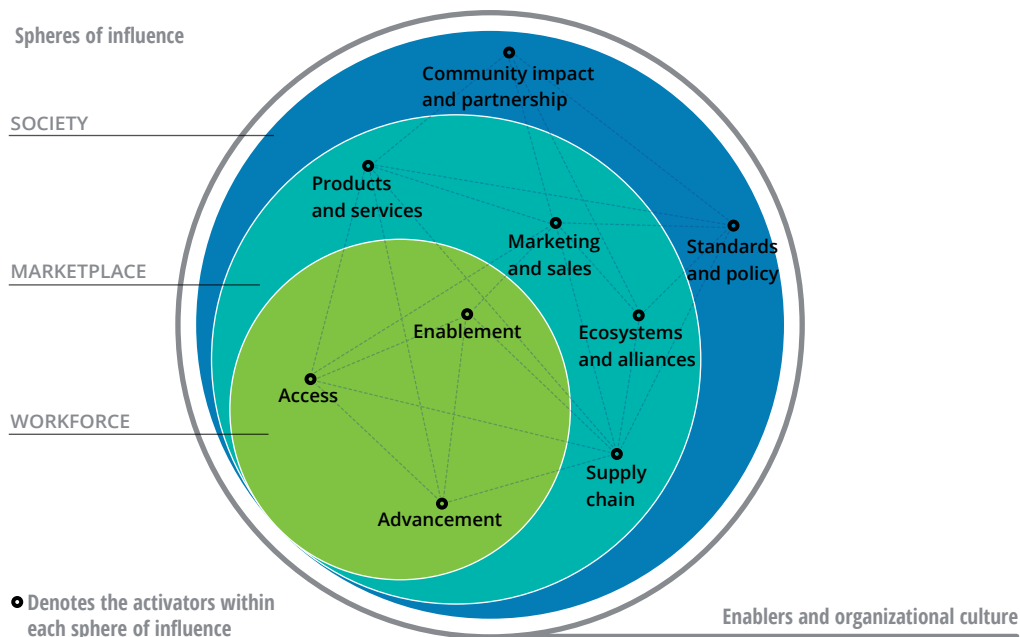 Spheres of influence
Community impact
and partnership
SOCIETY
Products
and services
Marketing
and sales
Standards
and policy
MARKETPLACE
Enablement
Ecosystems
and alliances
Access
WORKFORCE
Supply
chain
Advancement
Denotes the activators within
each sphere of influence
Enablers and organizational culture